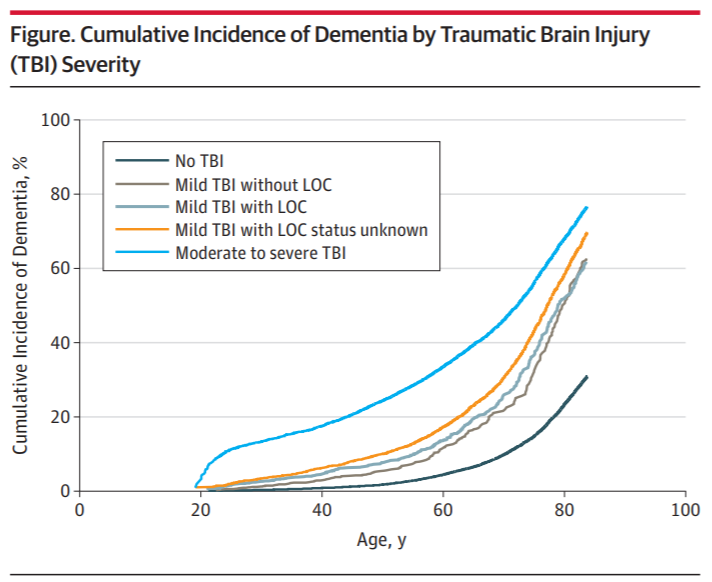 Figure. Cumulative Incidence of Dementia by Traumatic Brain Injury
(TBI) Severity
Cumulative Incidence of Dementia, %
100
80
60
40
20
0
No TBI
Mild TBI without LOC
Mild TBI with LOC
Mild TBI with LOC status unknown
Moderate to severe TBI
0 20 40 60 80 100
Age, y